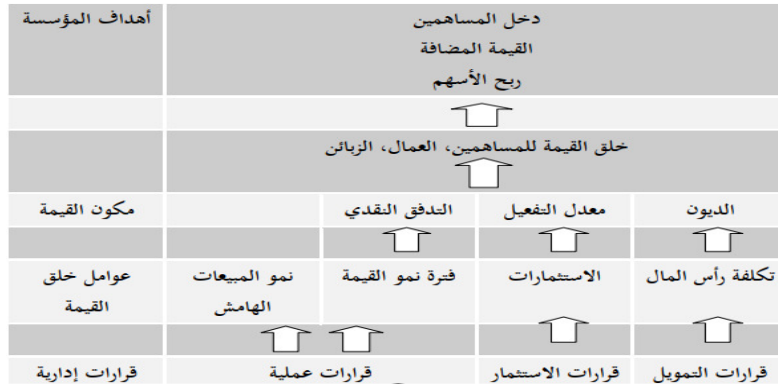 أهداف المؤسسة
دخل المساهمين
القيمة المضافة
ربح الأسهم
خلق القيمة للمساهمين، العمال، الزبائن
مكون القيمة
التدفق النقدي
معدل التفعيل
الديون
عوامل خلق
القيمة
نمو المبيعات
الهامش
فترة نمو القيمة
الاستثمارات
تكلفة رأس المال
قرارات إدارية
قرارات عملية
قرارات الاستثمار
قرارات التمويل